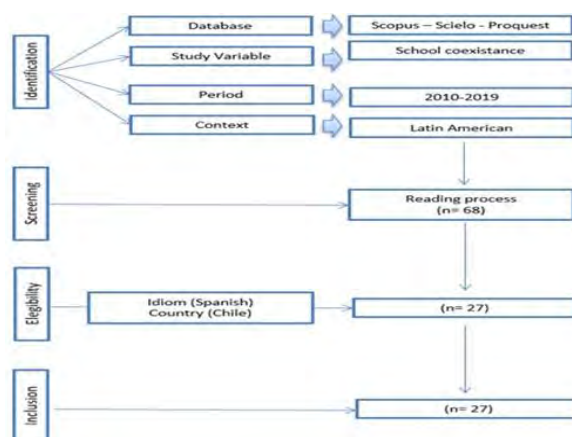 Identification
Database
Scopus – Scielo - Proquest
Study Variable
School coexistance
Period
2010-2019
Context
Latin American
Screening
Reading process
(n= 68)
Elegibility
Idiom (Spanish)
Country (Chile)
(n= 27)
Inclusion
(n= 27)